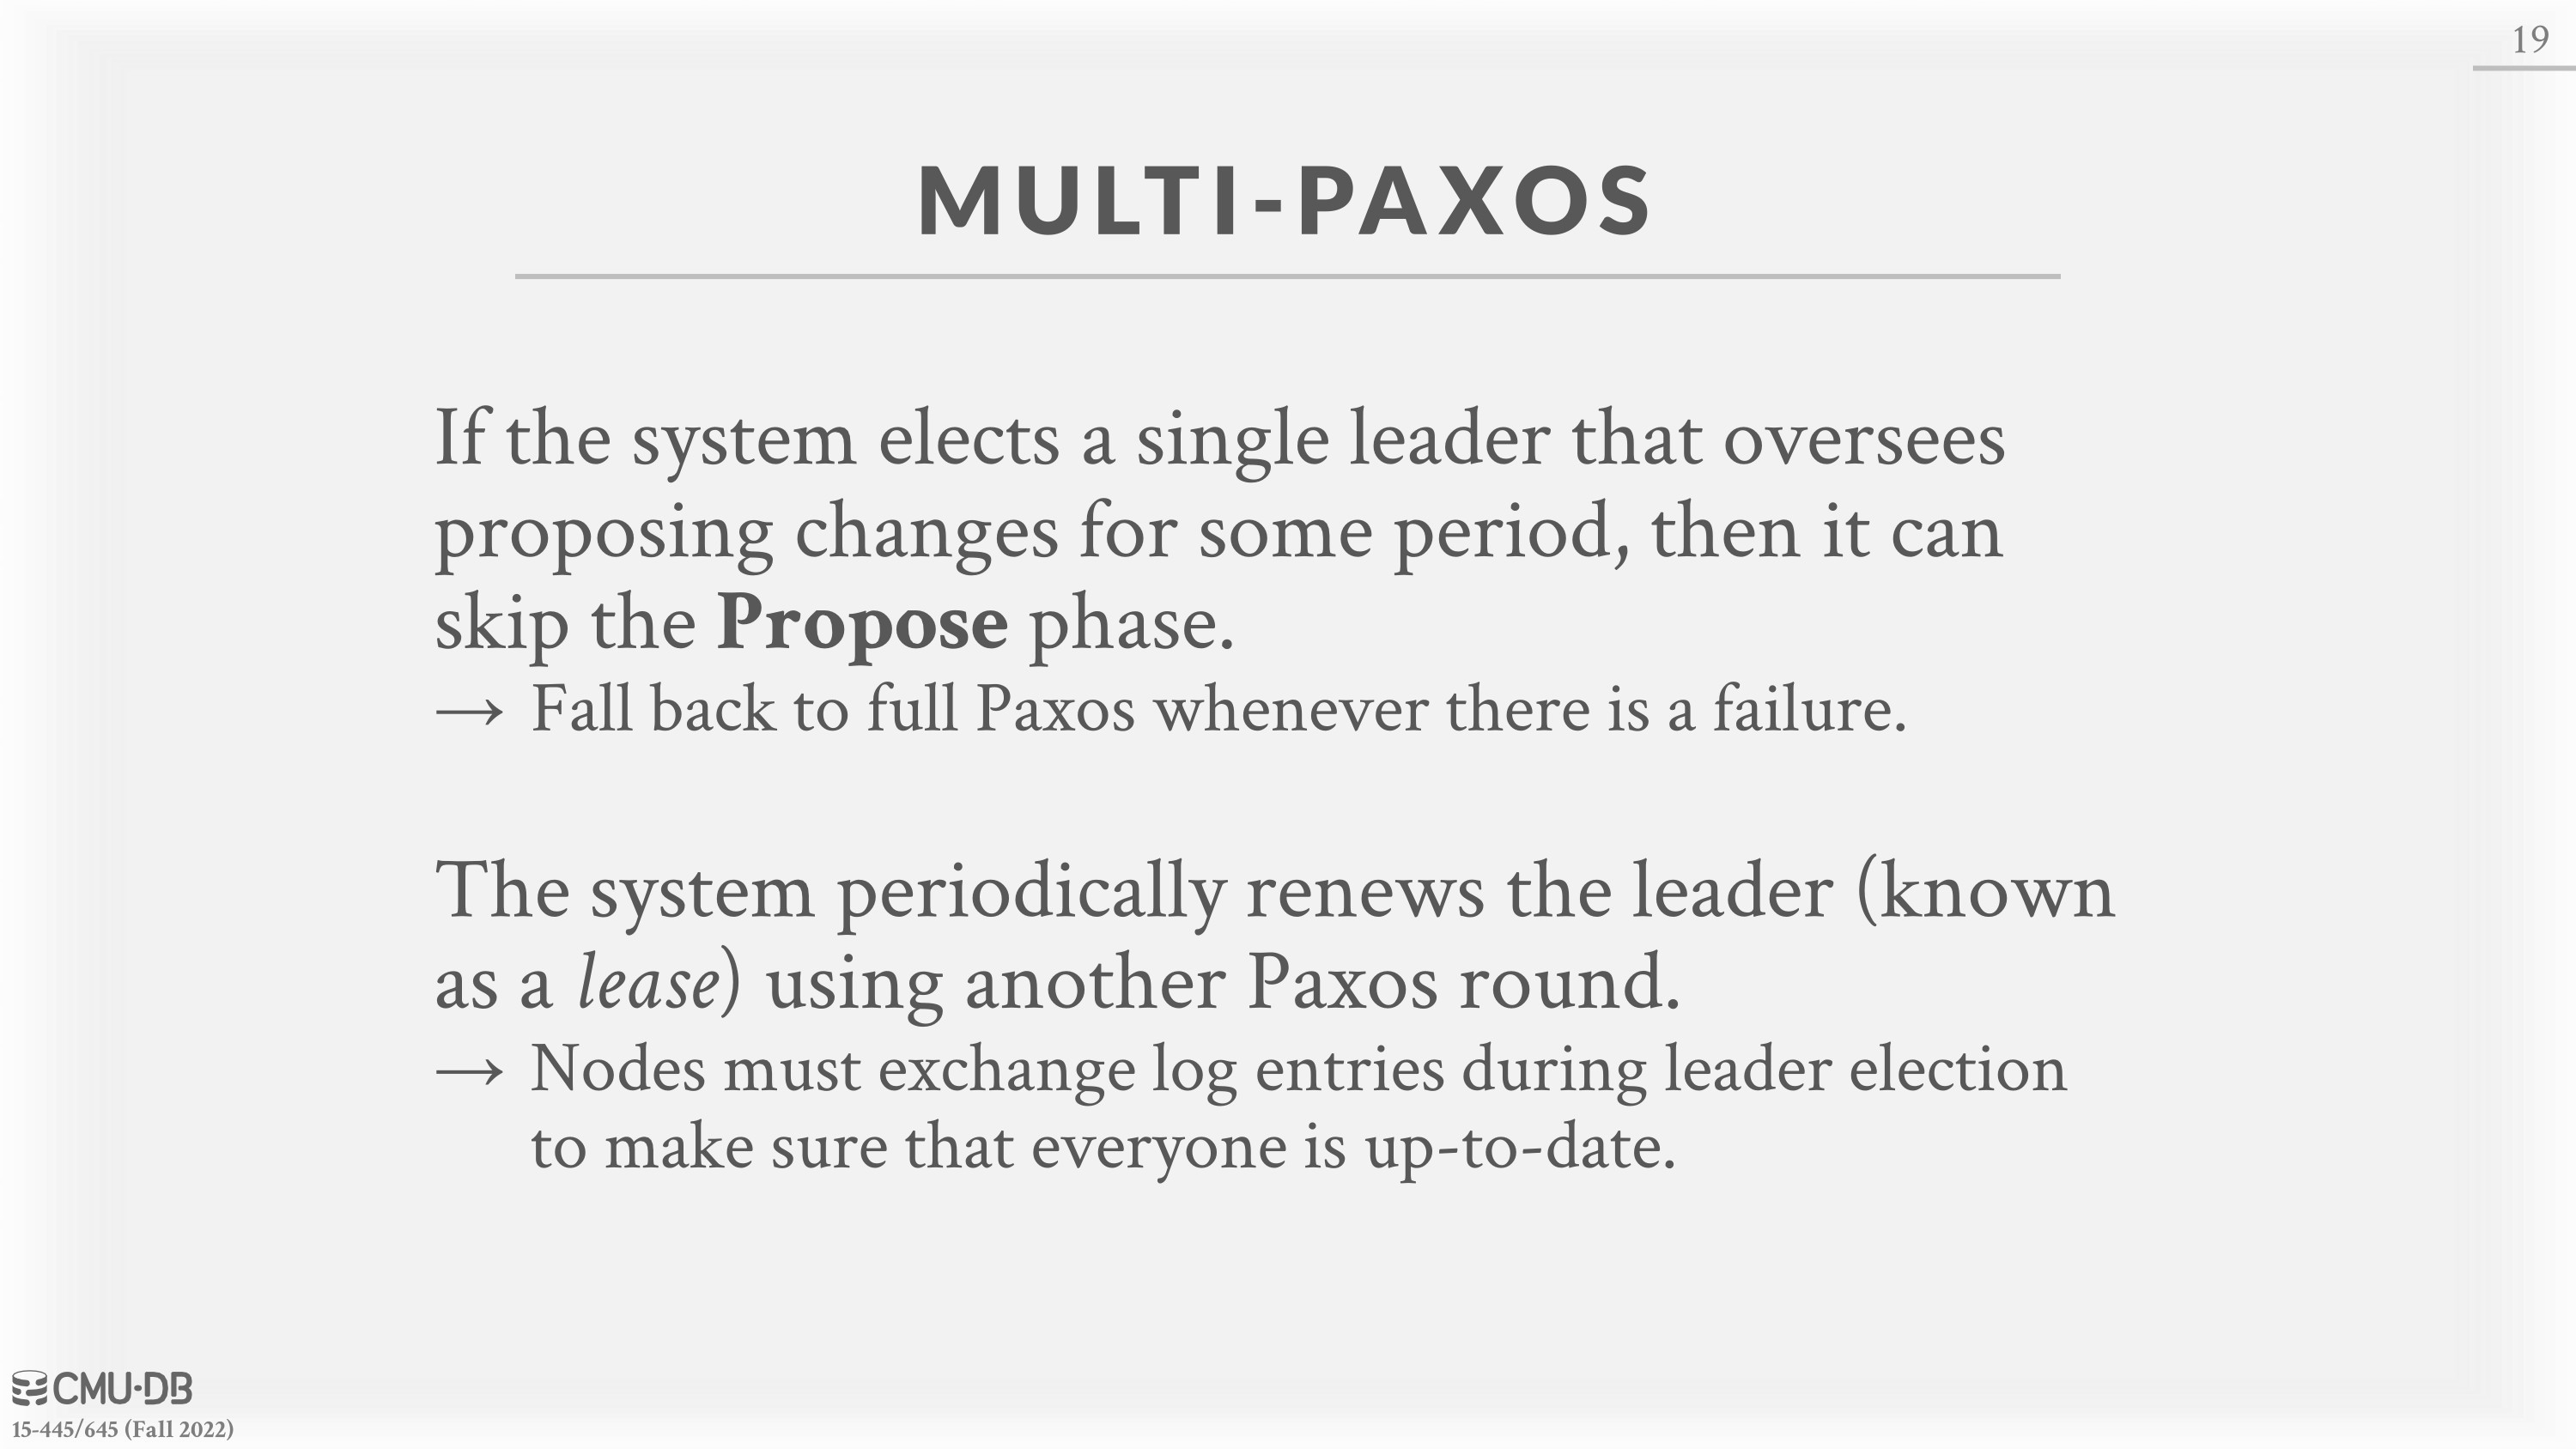 19
MULTI-PAXOS
If the system elects a single leader that oversees
proposing changes for some period, then it can
skip the Propose phase.
→ Fall back to full Paxos whenever there is a failure.
The system periodically renews the leader (known
as a lease) using another Paxos round.
→ Nodes must exchange log entries during leader election
to make sure that everyone is up-to-date.
CMU·DB
15-445/645 (Fall 2022)